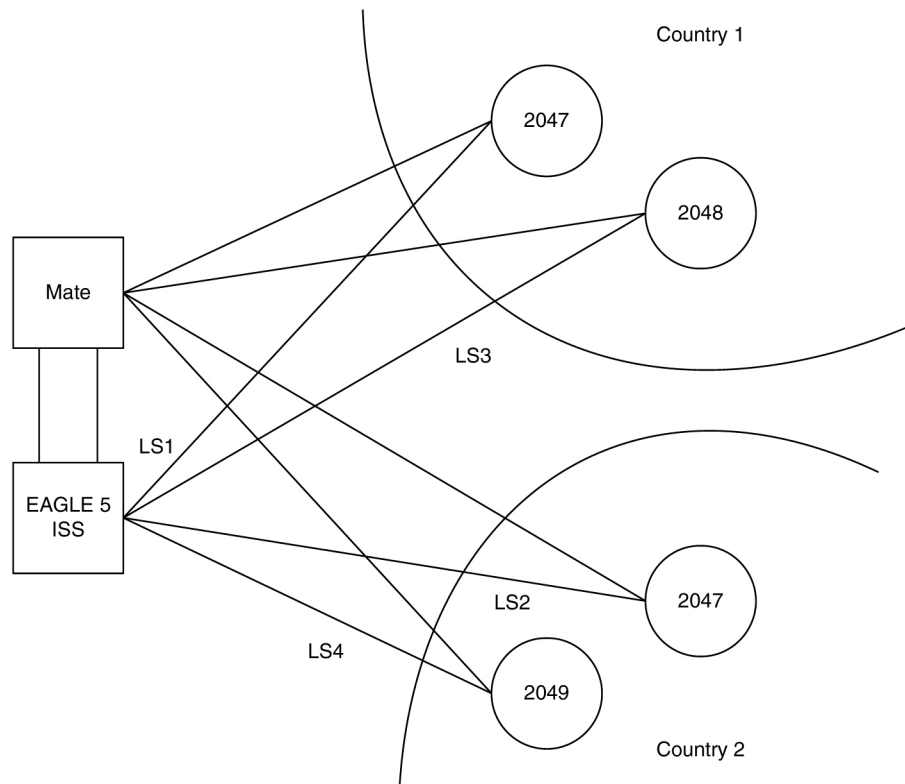 Country 1
2047
2048
Mate
LS3
LS1
EAGLE 5
ISS
LS2
2047
LS4
2049
Country 2